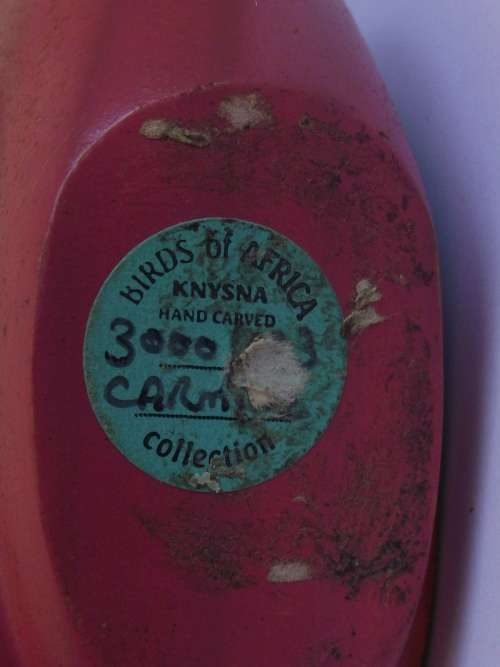 BIRDS of AFRICA
KNYSNA
HAND CARVED
3000
Collection